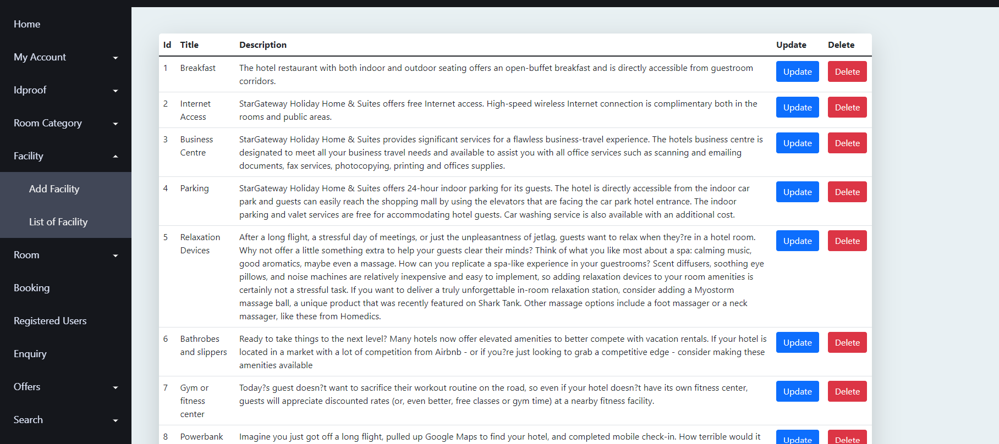 Home
My Account
Idproof
Room Category
Facility
Add Facility
List of Facility
Room
Booking
Registered Users
Enquiry
Offers
Search
Id Title Description Update Delete
1 Breakfast The hotel restaurant with both indoor and outdoor seating offers an open-buffet breakfast and is directly accessible from guestroom Update Delete
corridors.
2 Internet StarGateway Holiday Home & Suites offers free Internet access. High-speed wireless Internet connection is complimentary both in the Update Delete
Access rooms and public areas.
3 Business StarGateway Holiday Home & Suites provides significant services for a flawless business-travel experience. The hotels business centre is Update Delete
Centre designated to meet all your business travel needs and available to assist you with all office services such as scanning and emailing
documents, fax services, photocopying, printing and offices supplies.
4 Parking StarGateway Holiday Home & Suites offers 24-hour indoor parking for its guests. The hotel is directly accessible from the indoor car Update Delete
park and guests can easily reach the shopping mall by using the elevators that are facing the car park hotel entrance. The indoor
parking and valet services are free for accommodating hotel guests. Car washing service is also available with an additional cost.
5 Relaxation After a long flight, a stressful day of meetings, or just the unpleasantness of jetlag, guests want to relax when they?re in a hotel room. Update Delete
Devices Why not offer a little something extra to help your guests clear their minds? Think of what you like most about a spa: calming music,
good aromatics, maybe even a massage. How can you replicate a spa-like experience in your guestrooms? Scent diffusers, soothing eye
pillows, and noise machines are relatively inexpensive and easy to implement, so adding relaxation devices to your room amenities is
certainly not a stressful task. If you want to deliver a truly unforgettable in-room relaxation station, consider adding a Myostorm
massage ball, a unique product that was recently featured on Shark Tank. Other massage options include a foot massager or a neck
massager, like these from Homedics.
6 Bathrobes Ready to take things to the next level? Many hotels now offer elevated amenities to better compete with vacation rentals. If your hotel is Update Delete
and slippers located in a market with a lot of competition from Airbnb - or if you?re just looking to grab a competitive edge - consider making these
amenities available
7 Gym or Today?s guest doesn?t want to sacrifice their workout routine on the road, so even if your hotel doesn?t have its own fitness center, Update Delete
fitness guests will appreciate discounted rates (or, even better, free classes or gym time) at a nearby fitness facility.
center
8 Powerbank Imagine you just got off a long flight, pulled up Google Maps to find your hotel, and completed mobile check-in. How terrible would it Update Delete